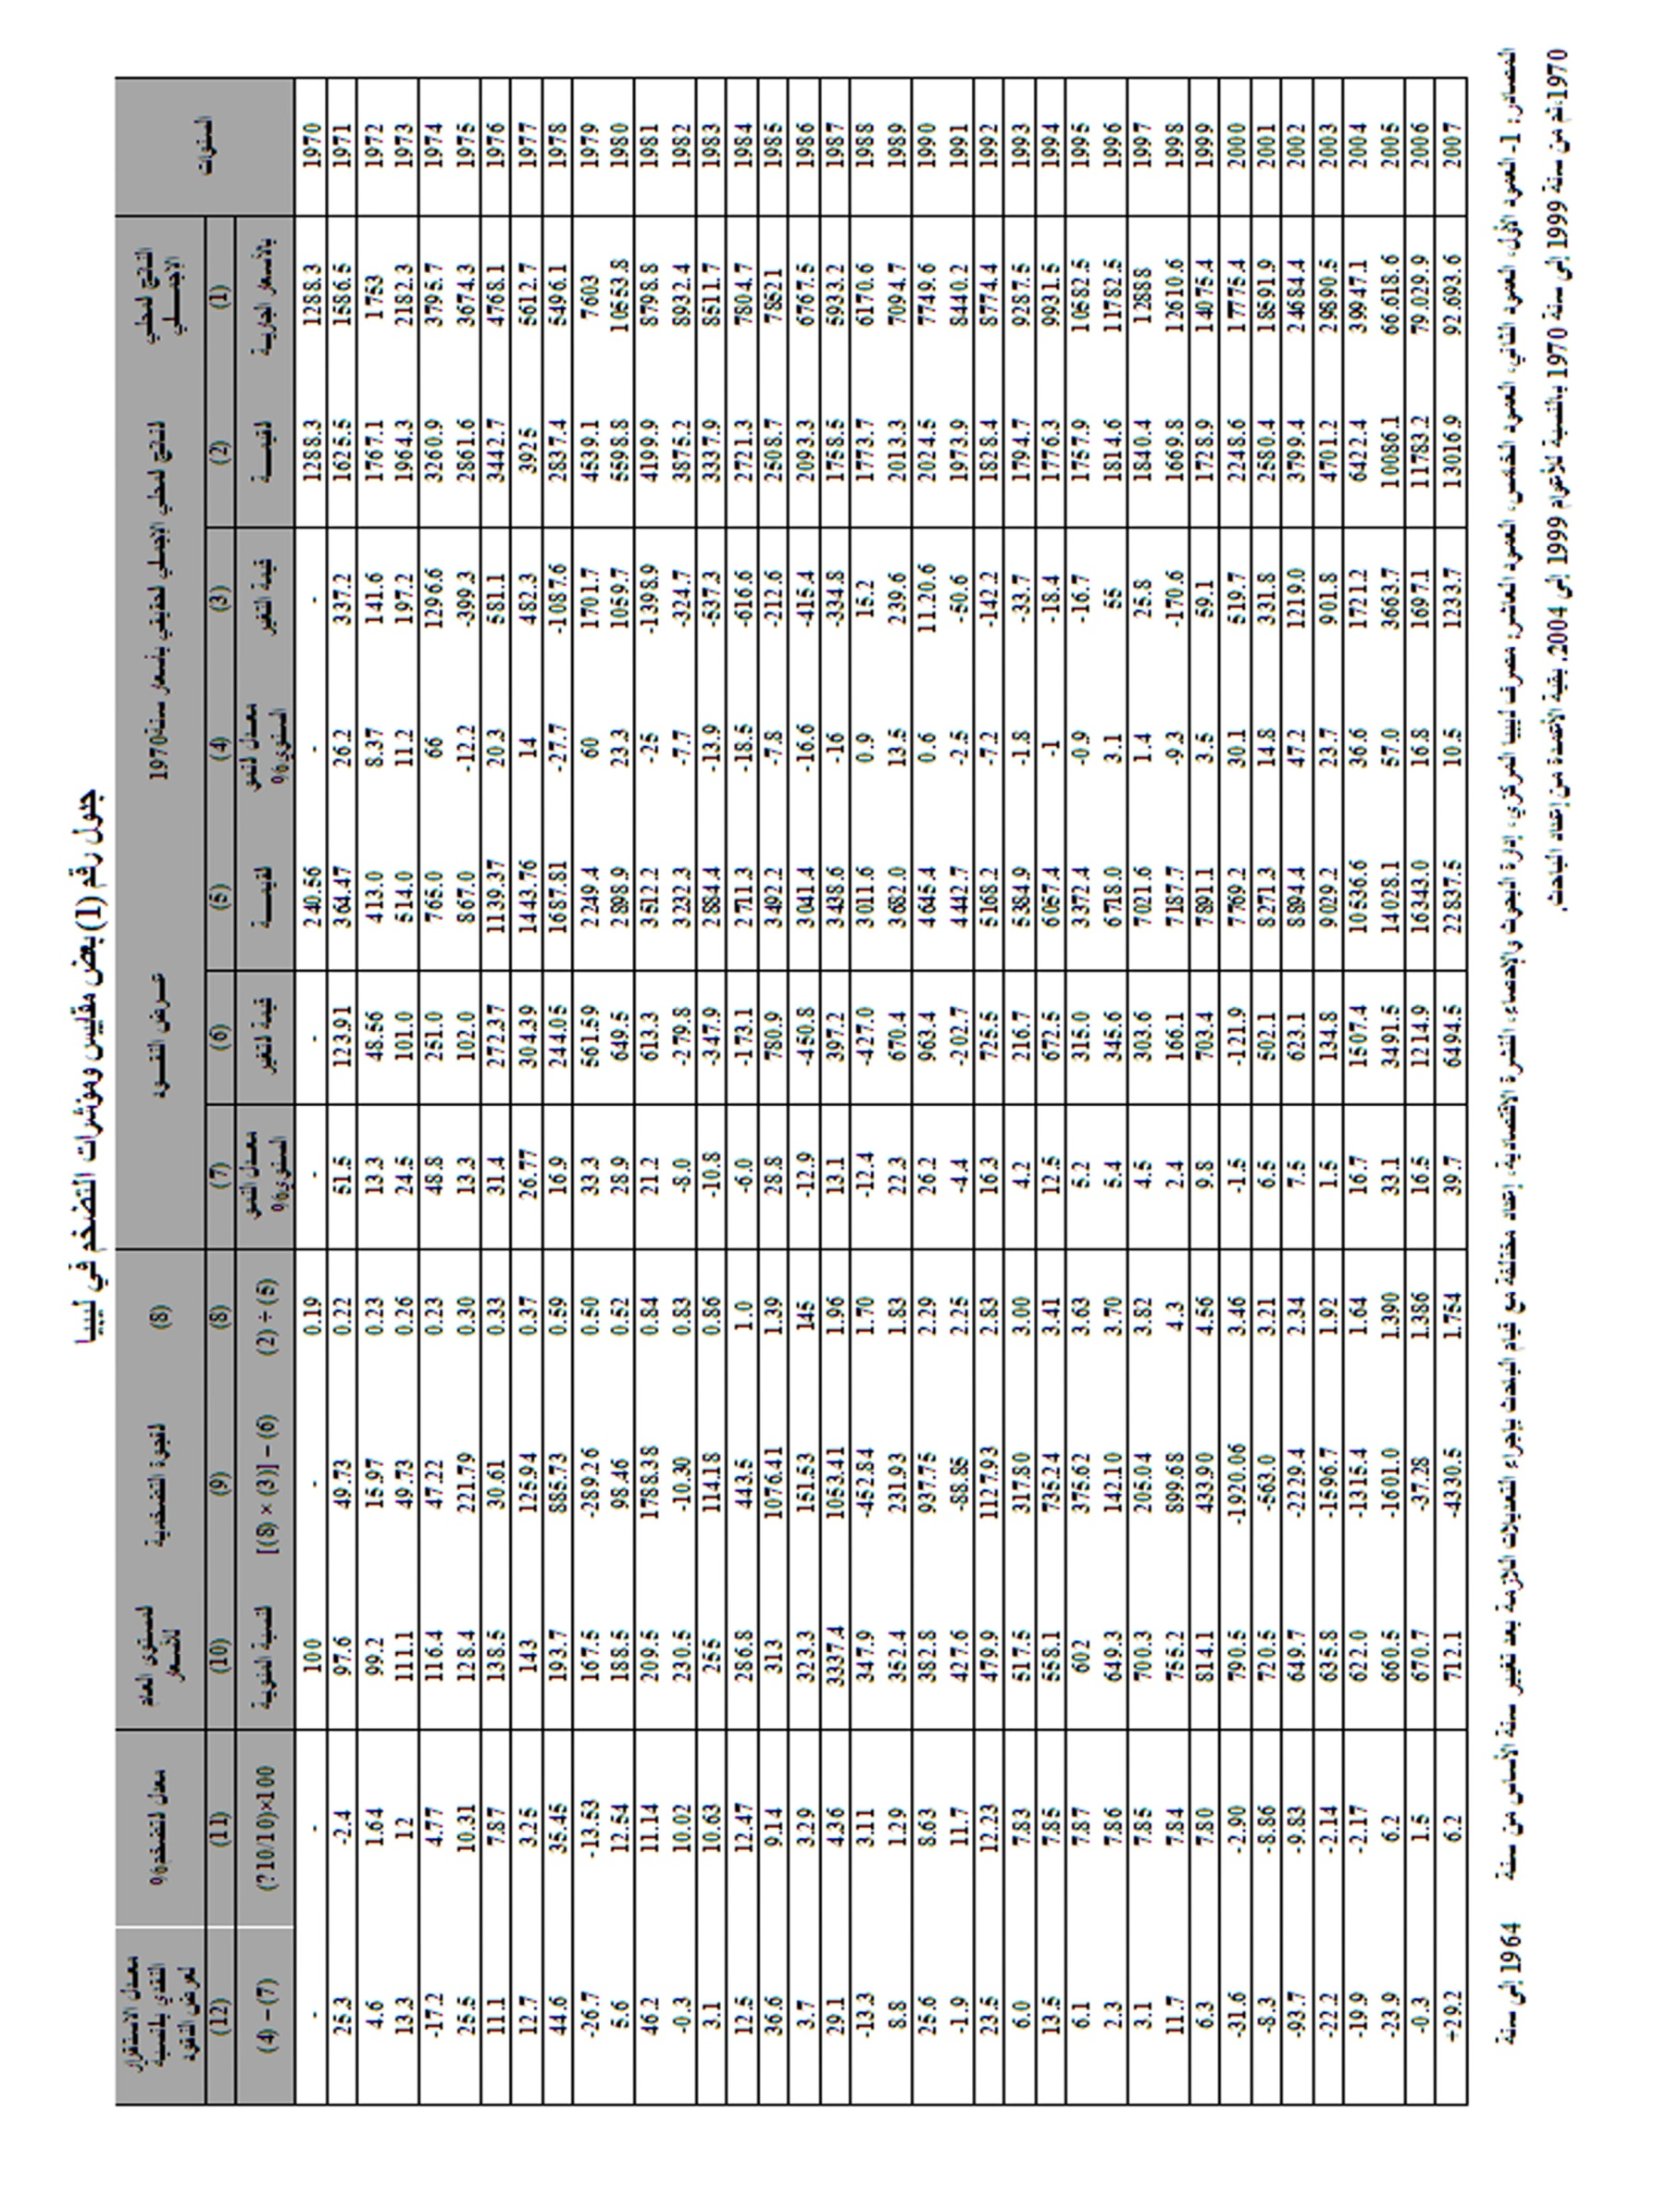 جدول رقم (1) بعض مقاييس ومؤشرات التضخم في ليبيا
السنوات الناتج المحلي الإجمالي الناتج المحلي الإجمالي الحقيقي بأسعار سنة 1970 عرض النقود (8) الفجوة التضخمية المستوى العام للأسعار معدل التضخم% معدل الاستقرار النقدي بالنسبة لعرض النقود
(1) (2) (3) (4) (5) (6) (7) (8) (9) (10) (11) (12)
بالأسعار الجارية القيمة قيمة التغير معدل النمو السنوي% القيمة قيمة التغير معدل النمو السنوي% (2) ÷ (5) [(8) × (3)] – (6) النسبة المئوية (?10/10)×100 (4) – (7)
1970 1288.3 1288.3 - - 240.56 - - 0.19 - 100 - -
1971 1586.5 1625.5 337.2 26.2 364.47 123.91 51.5 0.22 49.73 97.6 -2.4 25.3
1972 1753 1767.1 141.6 8.37 413.0 48.56 13.3 0.23 15.97 99.2 1.64 4.6
1973 2182.3 1964.3 197.2 11.2 514.0 101.0 24.5 0.26 49.73 111.1 12 13.3
1974 3795.7 3260.9 1296.6 66 765.0 251.0 48.8 0.23 47.22 116.4 4.77 -17.2
1975 3674.3 2861.6 -399.3 -12.2 867.0 102.0 13.3 0.30 221.79 128.4 10.31 25.5
1976 4768.1 3442.7 581.1 20.3 1139.37 272.37 31.4 0.33 30.61 138.5 7.87 11.1
1977 5612.7 3925 482.3 14 1443.76 304.39 26.77 0.37 125.94 143 3.25 12.7
1978 5496.1 2837.4 -1087.6 -27.7 1687.81 244.05 16.9 0.59 885.73 193.7 35.45 44.6
1979 7603 4539.1 1701.7 60 2249.4 561.59 33.3 0.50 -289.26 167.5 -13.53 -26.7
1980 10553.8 5598.8 1059.7 23.3 2898.9 649.5 28.9 0.52 98.46 188.5 12.54 5.6
1981 8798.8 4199.9 -1398.9 -25 3512.2 613.3 21.2 0.84 1788.38 209.5 11.14 46.2
1982 8932.4 3875.2 -324.7 -7.7 3232.3 -279.8 -8.0 0.83 -10.30 230.5 10.02 -0.3
1983 8511.7 3337.9 -537.3 -13.9 2884.4 -347.9 -10.8 0.86 114.18 255 10.63 3.1
1984 7804.7 2721.3 -616.6 -18.5 2711.3 -173.1 -6.0 1.0 443.5 286.8 12.47 12.5
1985 7852.1 2508.7 -212.6 -7.8 3492.2 780.9 28.8 1.39 1076.41 313 9.14 36.6
1986 6767.5 2093.3 -415.4 -16.6 3041.4 -450.8 -12.9 145 151.53 323.3 3.29 3.7
1987 5933.2 1758.5 -334.8 -16 3438.6 397.2 13.1 1.96 1053.41 3337.4 4.36 29.1
1988 6170.6 1773.7 15.2 0.9 3011.6 -427.0 -12.4 1.70 -452.84 347.9 3.11 -13.3
1989 7094.7 2013.3 239.6 13.5 3682.0 670.4 22.3 1.83 231.93 352.4 1.29 8.8
1990 7749.6 2024.5 11.20.6 0.6 4645.4 963.4 26.2 2.29 937.75 382.8 8.63 25.6
1991 8440.2 1973.9 -50.6 -2.5 4442.7 -202.7 -4.4 2.25 -88.85 427.6 11.7 -1.9
1992 8774.4 1828.4 -142.2 -7.2 5168.2 725.5 16.3 2.83 1127.93 479.9 12.23 23.5
1993 9287.5 1794.7 -33.7 -1.8 5384.9 216.7 4.2 3.00 317.80 517.5 7.83 6.0
1994 9931.5 1776.3 -18.4 -1 6057.4 672.5 12.5 3.41 735.24 558.1 7.85 13.5
1995 10582.5 1757.9 -16.7 -0.9 3372.4 315.0 5.2 3.63 375.62 602 7.87 6.1
1996 11782.5 1814.6 55 3.1 6718.0 345.6 5.4 3.70 142.10 649.3 7.86 2.3
1997 12888 1840.4 25.8 1.4 7021.6 303.6 4.5 3.82 205.04 700.3 7.85 3.1
1998 12610.6 1669.8 -170.6 -9.3 7187.7 166.1 2.4 4.3 899.68 755.2 7.84 11.7
1999 14075.4 1728.9 59.1 3.5 7891.1 703.4 9.8 4.56 433.90 814.1 7.80 6.3
2000 17775.4 2248.6 519.7 30.1 7769.2 -121.9 -1.5 3.46 -1920.06 790.5 -2.90 -31.6
2001 18591.9 2580.4 331.8 14.8 8271.3 502.1 6.5 3.21 -563.0 720.5 -8.86 -8.3
2002 24684.4 3799.4 1219.0 47.2 8894.4 623.1 7.5 2.34 -2229.4 649.7 -9.83 -93.7
2003 29890.5 4701.2 901.8 23.7 9029.2 134.8 1.5 1.92 -1596.7 635.8 -2.14 -22.2
2004 39947.1 6422.4 1721.2 36.6 10536.6 1507.4 16.7 1.64 -1315.4 622.0 -2.17 -19.9
2005 66.618.6 10086.1 3663.7 57.0 14028.1 3491.5 33.1 1.390 -1601.0 660.5 6.2 -23.9
2006 79.029.9 11783.2 1697.1 16.8 16343.0 1214.9 16.5 1.386 -37.28 670.7 1.5 -0.3
2007 92.693.6 13016.9 1233.7 10.5 22837.5 6494.5 39.7 1.754 -4330.5 712.1 6.2 +29.2
المصادر: 1- العمود الأول، العمود الثاني، العمود الخامس، العمود العاشر: مصرف ليبيا المركزي، إدارة البحوث والإحصاء، النشرة الاقتصادية، إعداد مختلفة مع قيام الباحث بإجراء التعديلات اللازمة بعد تغيير سنة الأساس من سنة 1964 إلى سنة
1970،ثم من سنة 1999 إلى سنة 1970 بالنسبة للأعوام 1999 إلى 2004. بقية الأعمدة من إعداد الباحث.